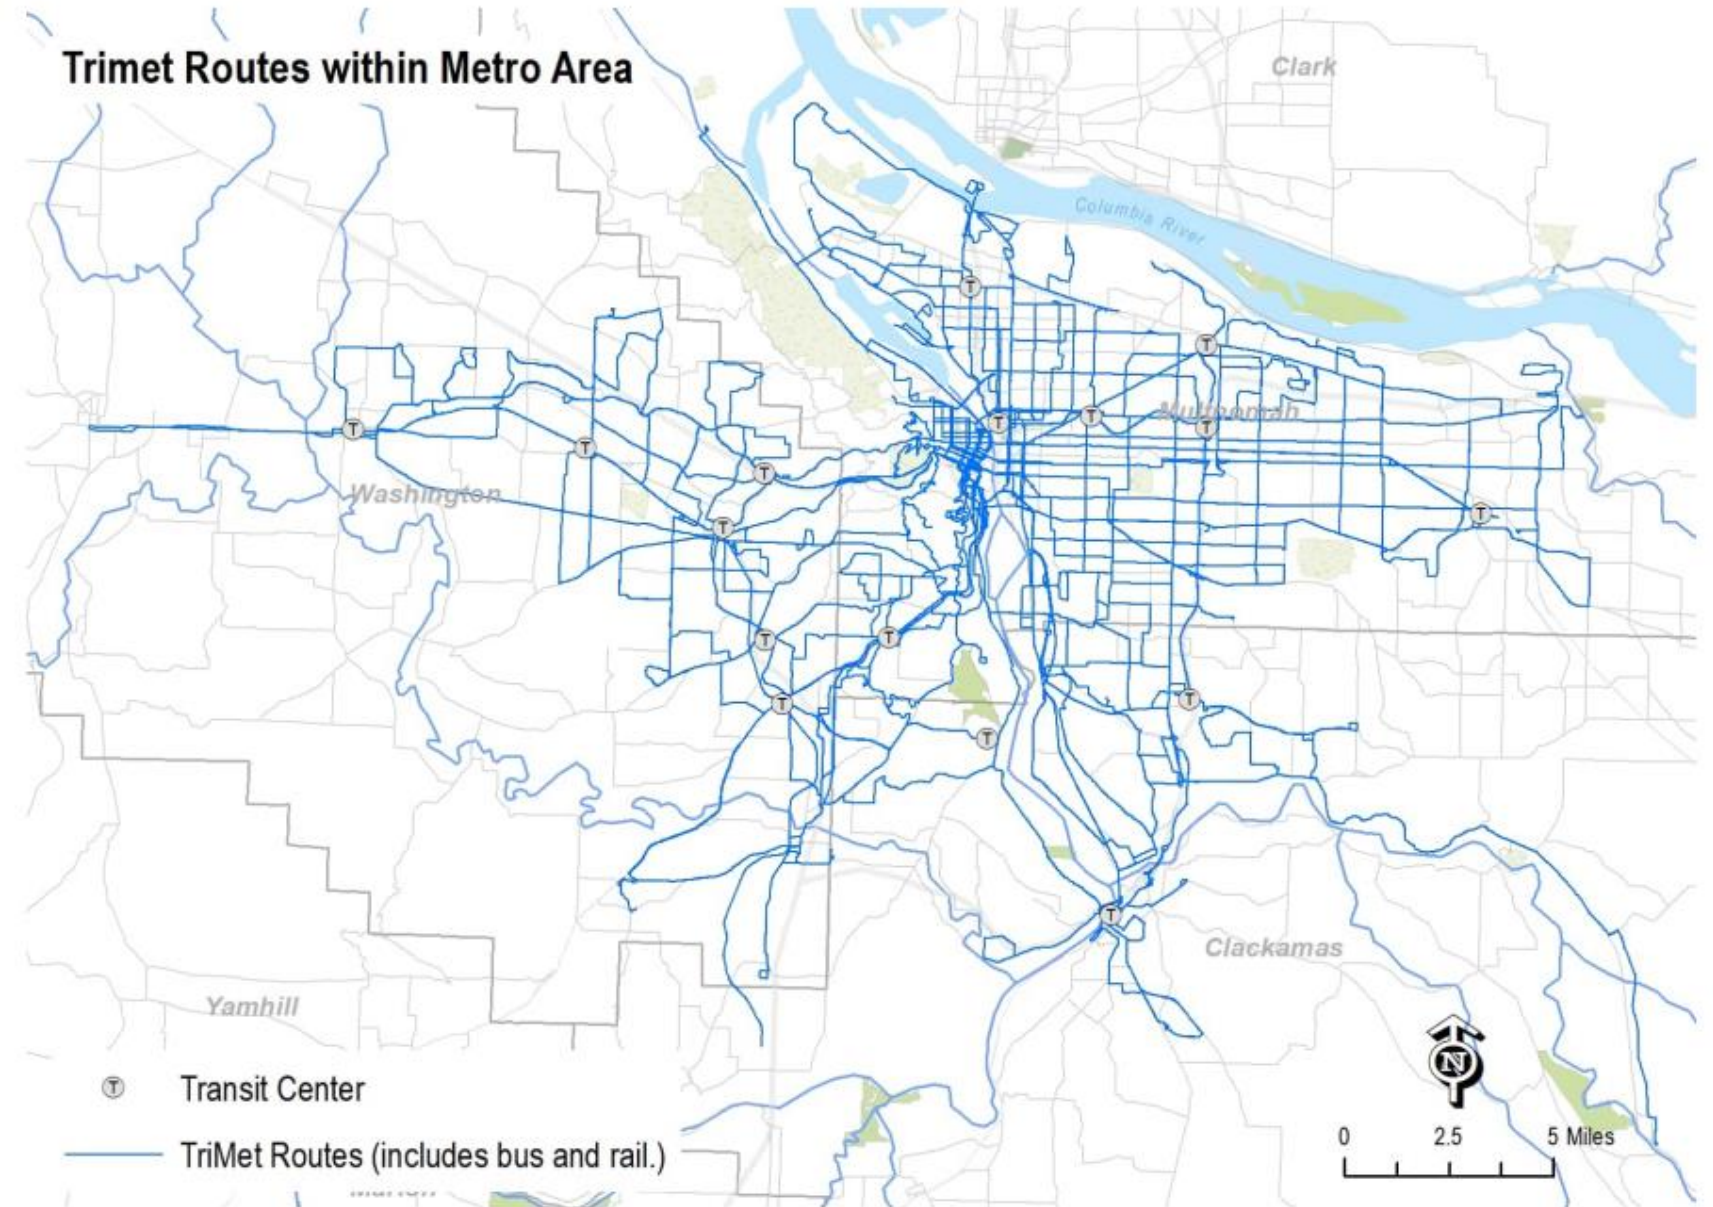 Trimet Routes within Metro Area
Clark
Columbia River
T
T
Multnomah
T
T
T
T
T
T
T
Washington
T
T
T
T
T
T
T
T
T
Clackamas
Yamhill
N
T Transit Center
0 2.5 5 Miles
TriMet Routes (includes bus and rail.)
Marion